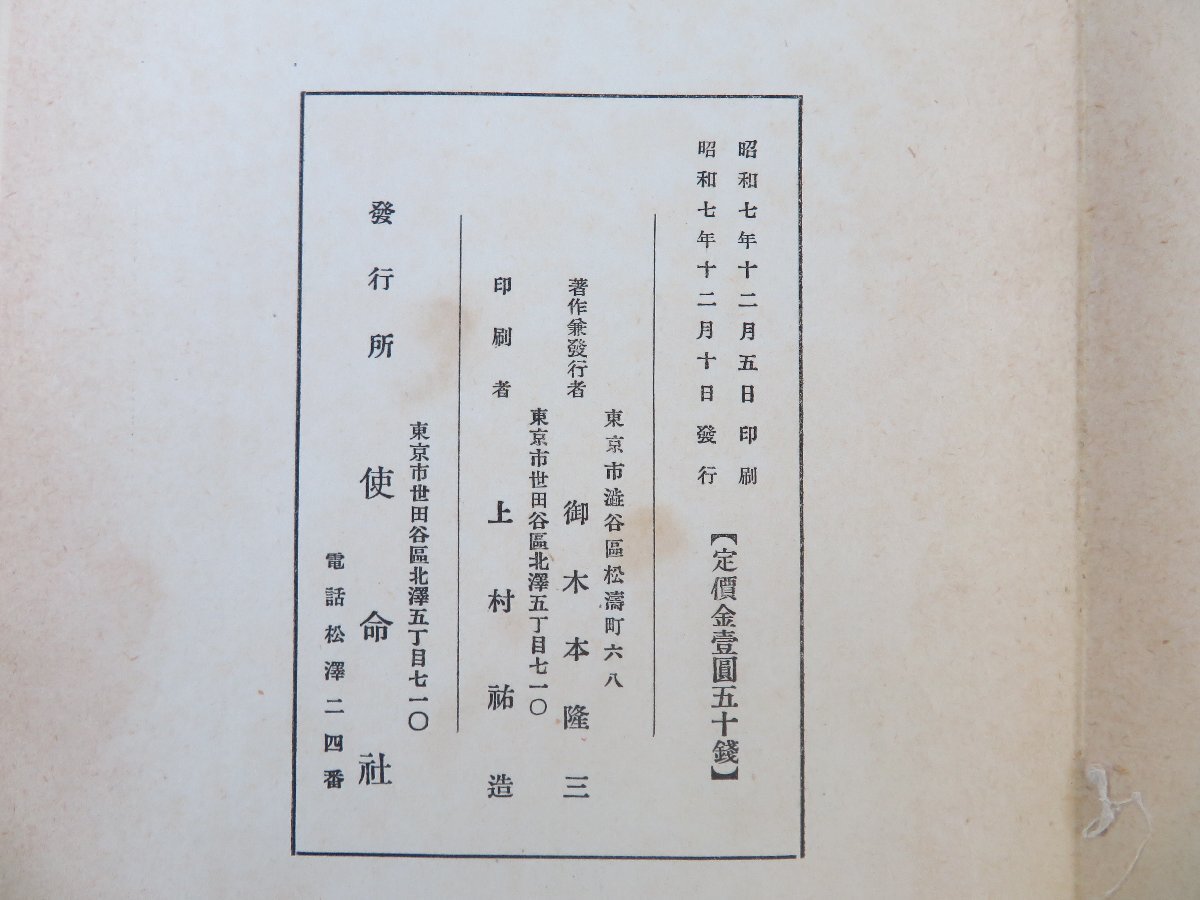 昭和七年十二月五日印刷
昭和七年十二月十日發行
【定價金壹圓五十錢】
東京市澁谷區松濤町六八
著作兼發行者 御木本隆三
東京市世田谷區北澤五丁目七一〇
印刷者 上村祐造
東京市世田谷區北澤五丁目七一〇
發行所 使命社
電話松澤二四番